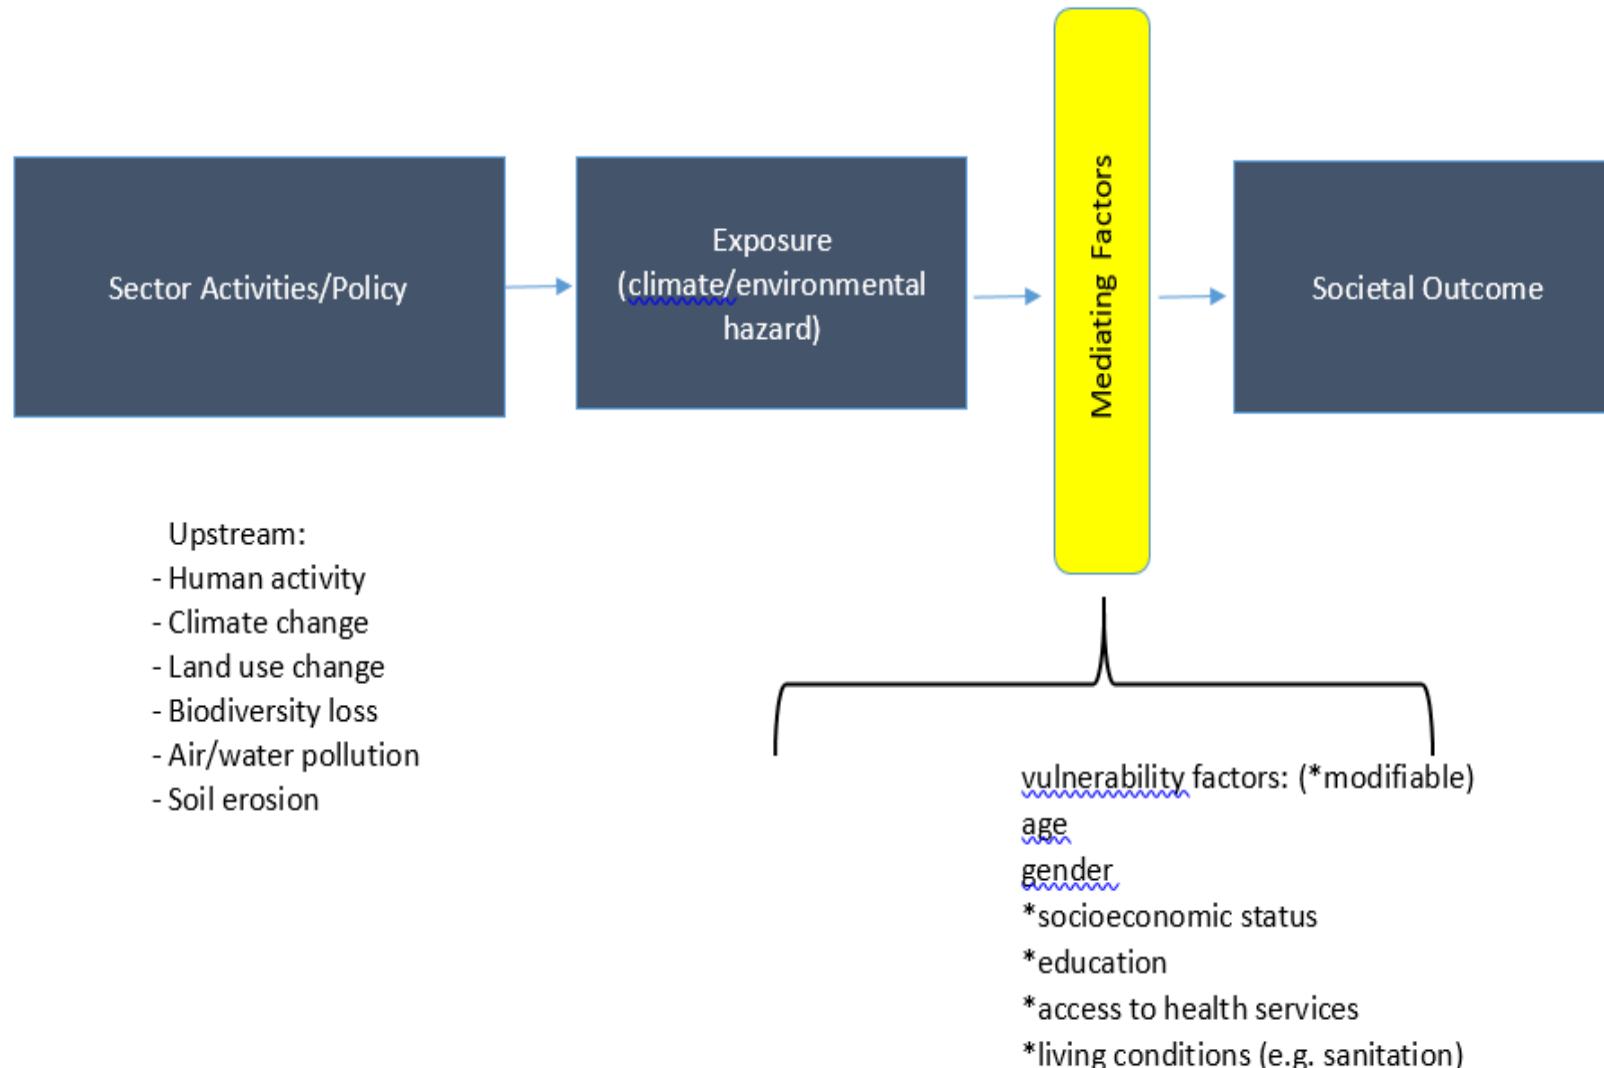 Sector Activities/Policy
Exposure
(climate/environmental
hazard)
Mediating Factors
Societal Outcome
Upstream:
- Human activity
- Climate change
- Land use change
- Biodiversity loss
- Air/water pollution
- Soil erosion
vulnerability factors: (*modifiable)
age
gender
*socioeconomic status
*education
*access to health services
*living conditions (e.g. sanitation)